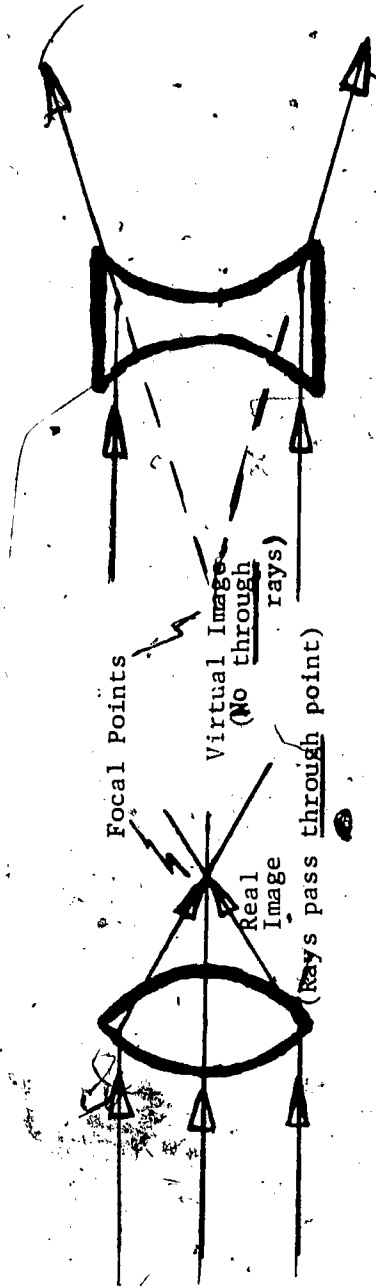 Focal Points
Virtual Image
(No through
rays)
Real
Image
(Rays pass through point)